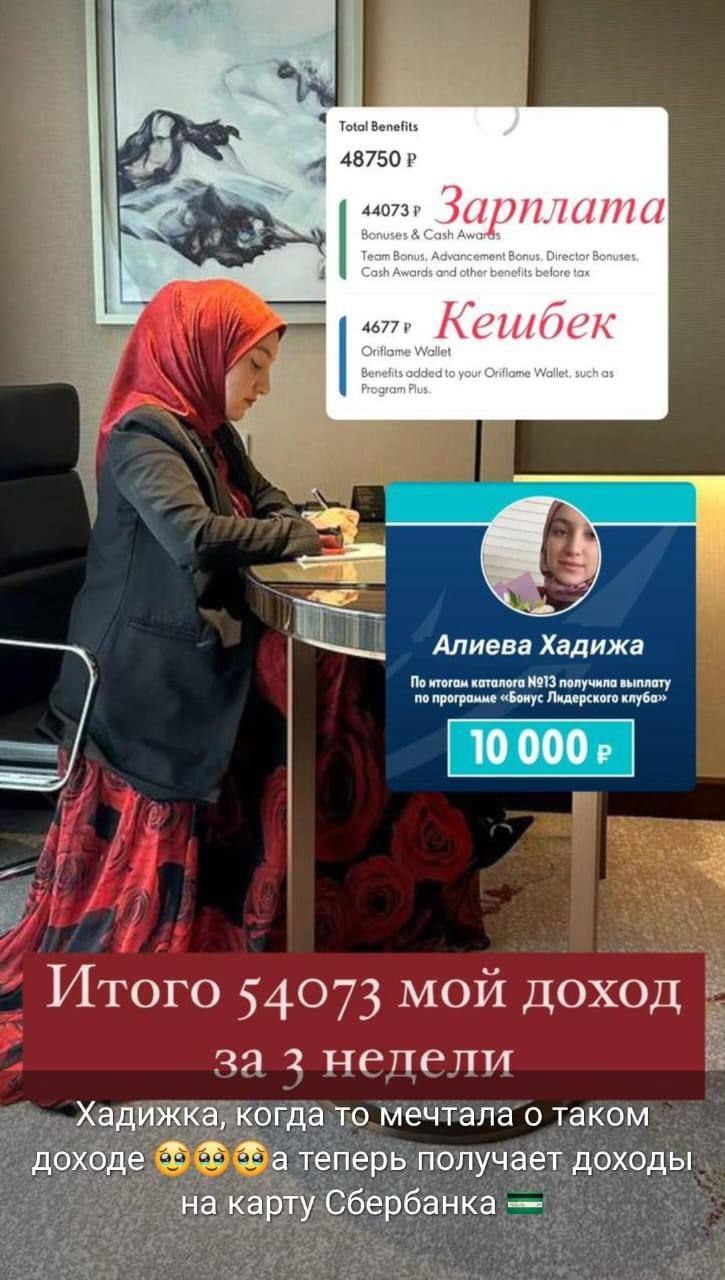 Total Benefits
48750 ₽
44073 ₽ Зарплата
Bonuses & Cash Awards
Team Bonus, Advancement Bonus, Director Bonuses,
Cash Awards and other benefits before tax
4677 ₽ Кешбек
Oriflame Wallet
Benefits added to your Oriflame Wallet, such as
Program Plus.
Алиева Хадижа
По итогам каталога №13 получила выплату
по программе «Бонус Лидерского клуба»
10 000 ₽
Итого 54073 мой доход
за 3 недели
Хадижка, когда то мечтала о таком
доходе 🥹🥹🥹а теперь получает доходы
на карту Сбербанка